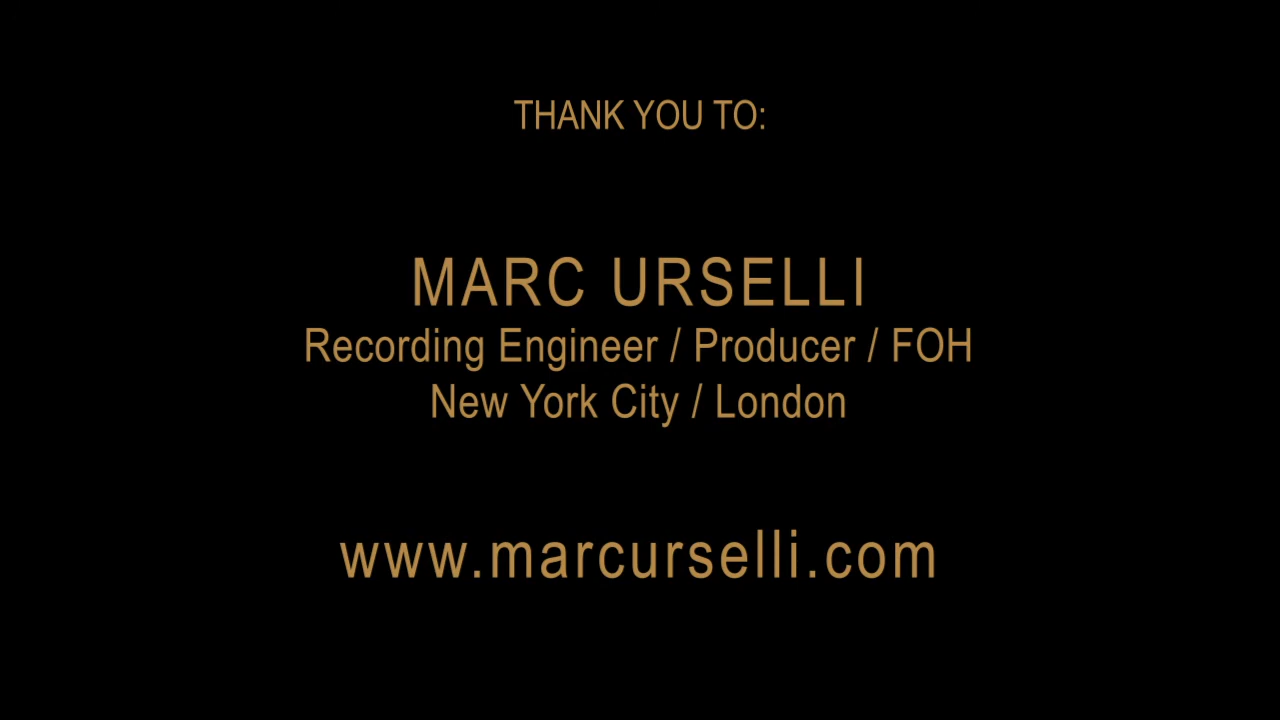 THANK YOU TO:
MARC URSELLI
Recording Engineer / Producer / FOH
New York City / London
www.marcurselli.com